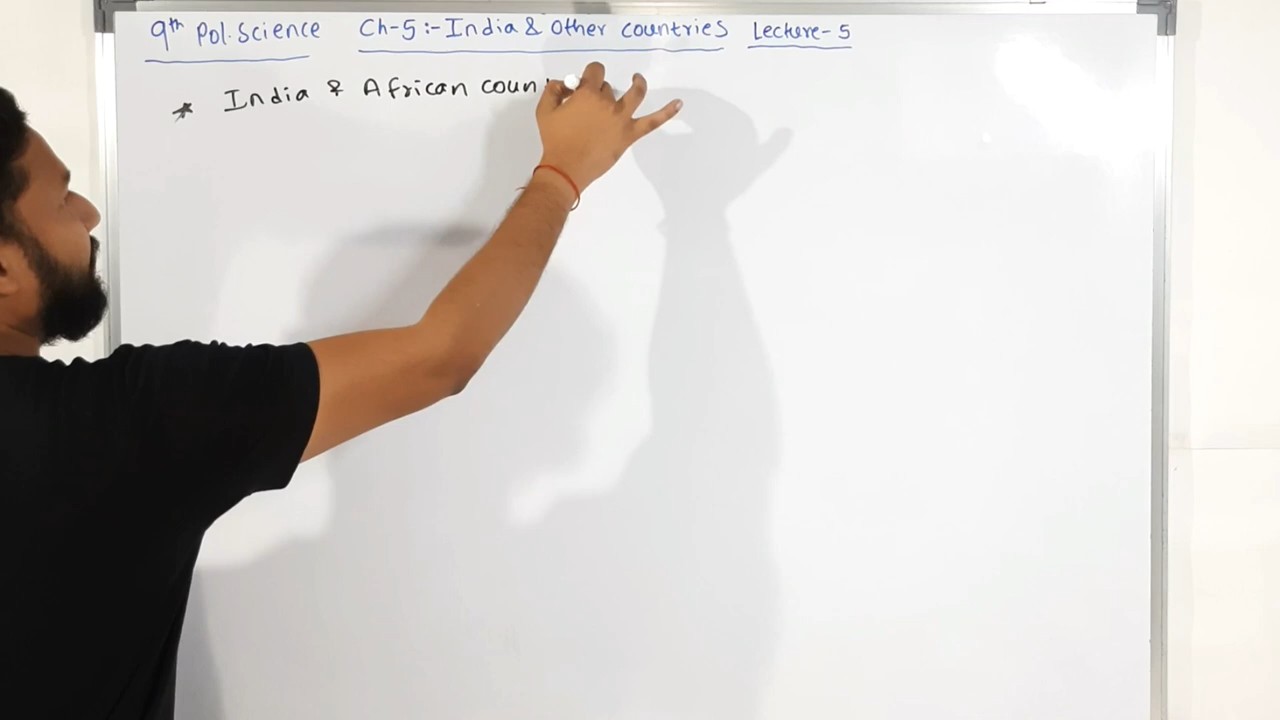 9th Pol.Science Ch-5:-India & Other countries Lecture-5
* India & African coun